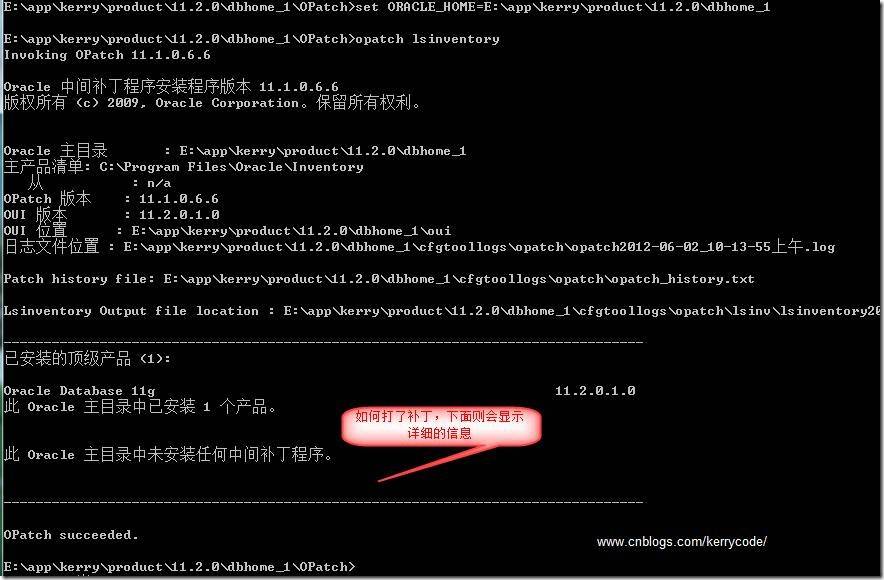 E:\app\kerry\product\11.2.0\dbhome_1\OPatch>set ORACLE_HOME=E:\app\kerry\product\11.2.0\dbhome_1
E:\app\kerry\product\11.2.0\dbhome_1\OPatch>opatch lsinventory
Invoking OPatch 11.1.0.6.6
Oracle 中间补丁程序安装程序版本 11.1.0.6.6
版权所有 (c) 2009, Oracle Corporation。保留所有权利。
Oracle 主目录       : E:\app\kerry\product\11.2.0\dbhome_1
主产品清单: C:\Program Files\Oracle\Inventory
从           : n/a
OPatch 版本    : 11.1.0.6.6
OUI 版本       : 11.2.0.1.0
OUI 位置      : E:\app\kerry\product\11.2.0\dbhome_1\oui
日志文件位置 : E:\app\kerry\product\11.2.0\dbhome_1\cfgtoollogs\opatch\opatch2012-06-02_10-13-55上午.log
Patch history file: E:\app\kerry\product\11.2.0\dbhome_1\cfgtoollogs\opatch\opatch_history.txt
Lsinventory Output file location : E:\app\kerry\product\11.2.0\dbhome_1\cfgtoollogs\opatch\lsinv\lsinventory20
--------------------------------------------------------------------------------
已安装的顶级产品 (1):
Oracle Database 11g                                                  11.2.0.1.0
此 Oracle 主目录中已安装 1 个产品。
如何打了补丁，下面则会显示
详细的信息
此 Oracle 主目录中未安装任何中间补丁程序。
--------------------------------------------------------------------------------
OPatch succeeded.
www.cnblogs.com/kerrycode/
E:\app\kerry\product\11.2.0\dbhome_1\OPatch>